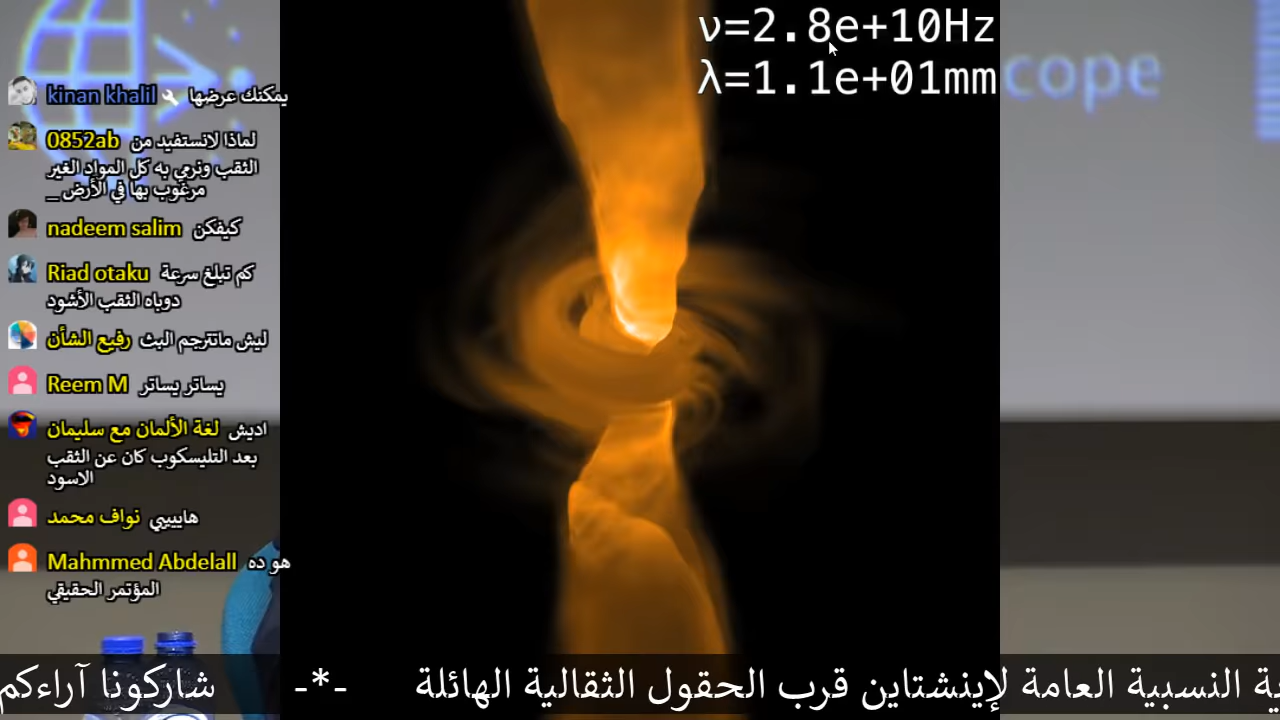 ν=2.8e+10Hz
λ=1.1e+01mm
cope
kinan khalil يمكنك عرضها
0852ab لماذا لانستفيد من
الثقب ونرمي به كل المواد الغير
مرغوب بها في الأرض _
nadeem salim كيفكن
Riad otaku كم تبلغ سرعة
دوباه الثقب الأشود
رفيع الشأن ليش ماتترجم البث
Reem M يساتر يساتر
لغة الألمان مع سليمان اديش
بعد التليسكوب كان عن الثقب
الاسود
نواف محمد هاييييي
Mahmmed Abdelall هو ده
المؤتمر الحقيقي
ية النسبية العامة لإينشتاين قرب الحقول الثقالية الهائلة -*- شاركونا آراءكم